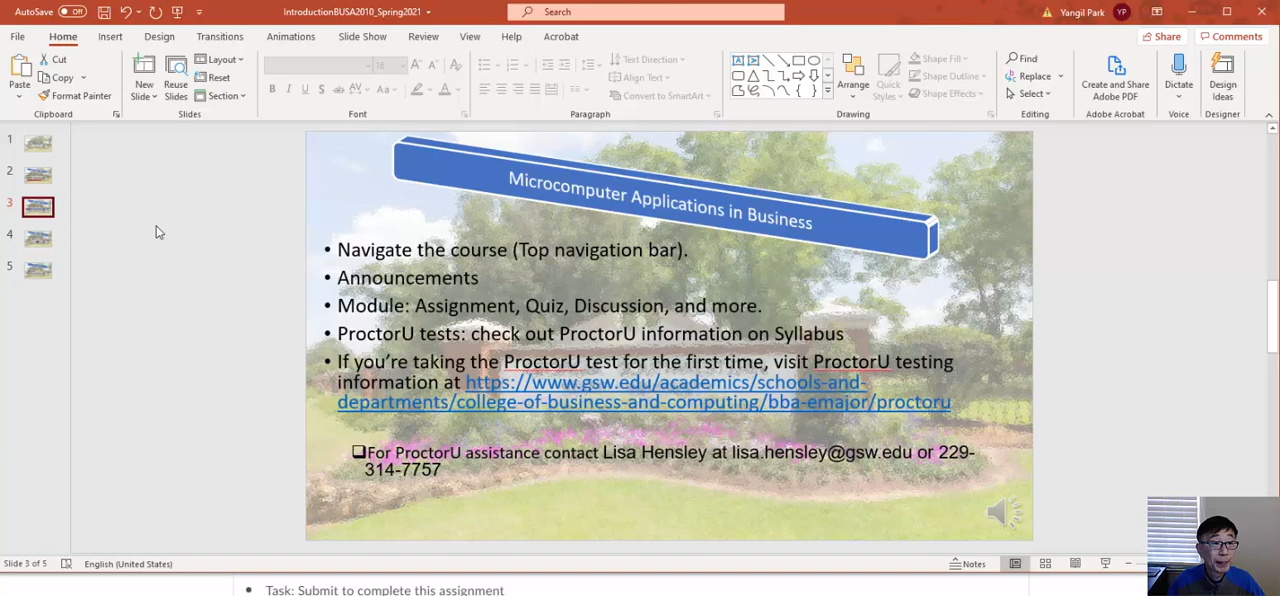 AutoSave Off IntroductionBUSA2010_Spring2021 Search Yangil Park YP
File Home Insert Design Transitions Animations Slide Show Review View Help Acrobat Share Comments
Paste
Cut
Copy
Format Painter
Clipboard
New
Slide
Reuse
Slides
Layout
Reset
Section
Slides
18
Aa
B I U S ab AV Aa A
Font
Text Direction
Align Text
Convert to SmartArt
Paragraph
Arrange
Quick
Styles
Shape Fill
Shape Outline
Shape Effects
Drawing
Find
Replace
Select
Editing
Create and Share
Adobe PDF
Adobe Acrobat
Dictate
Voice
Design
Ideas
Designer
1
2
3
4
5
Microcomputer Applications in Business
• Navigate the course (Top navigation bar).
• Announcements
• Module: Assignment, Quiz, Discussion, and more.
• ProctorU tests: check out ProctorU information on Syllabus
• If you're taking the ProctorU test for the first time, visit ProctorU testing
information at https://www.gsw.edu/academics/schools-and-
departments/college-of-business-and-computing/bba-emajor/proctoru
❑For ProctorU assistance contact Lisa Hensley at lisa.hensley@gsw.edu or 229-
314-7757
Slide 3 of 5 English (United States) Notes
• Task: Submit to complete this assignment